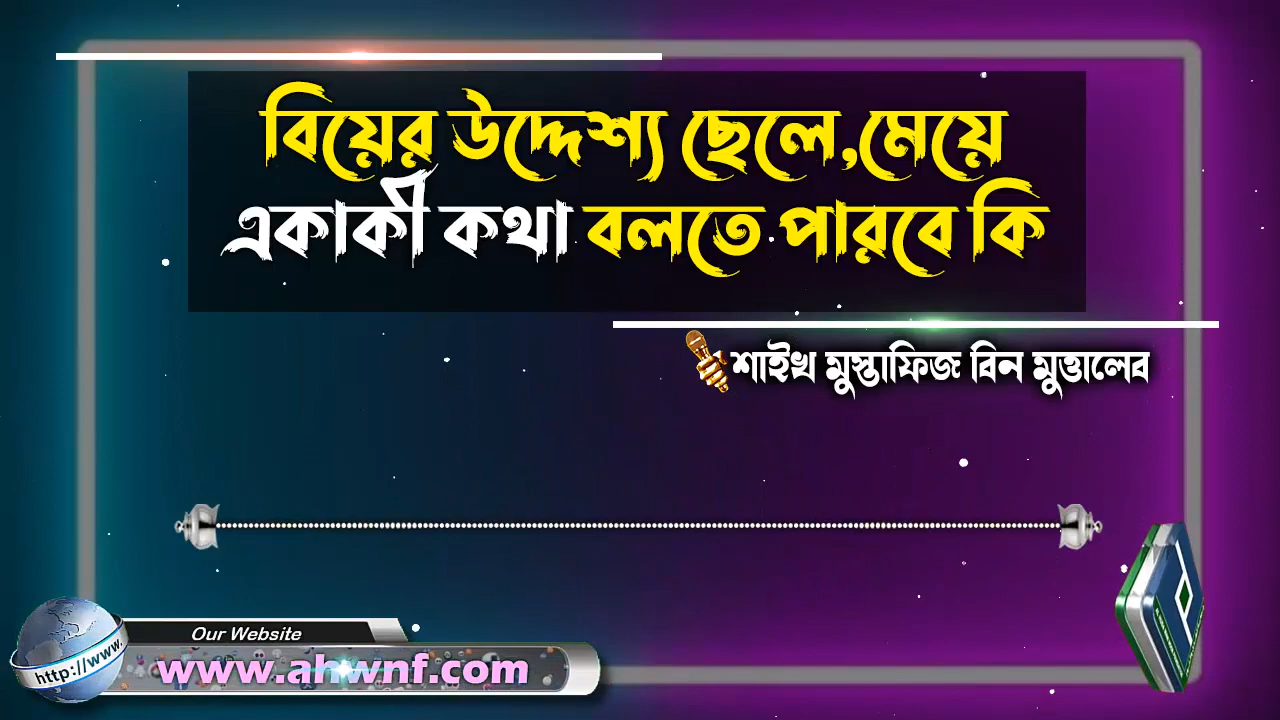 বিয়ের উদ্দেশ্য ছেলে,মেয়ে
একাকী কথা বলতে পারবে কি
শাইখ মুস্তাফিজ বিন মুত্তালেব
Our Website
http://www.
www.ahwnf.com